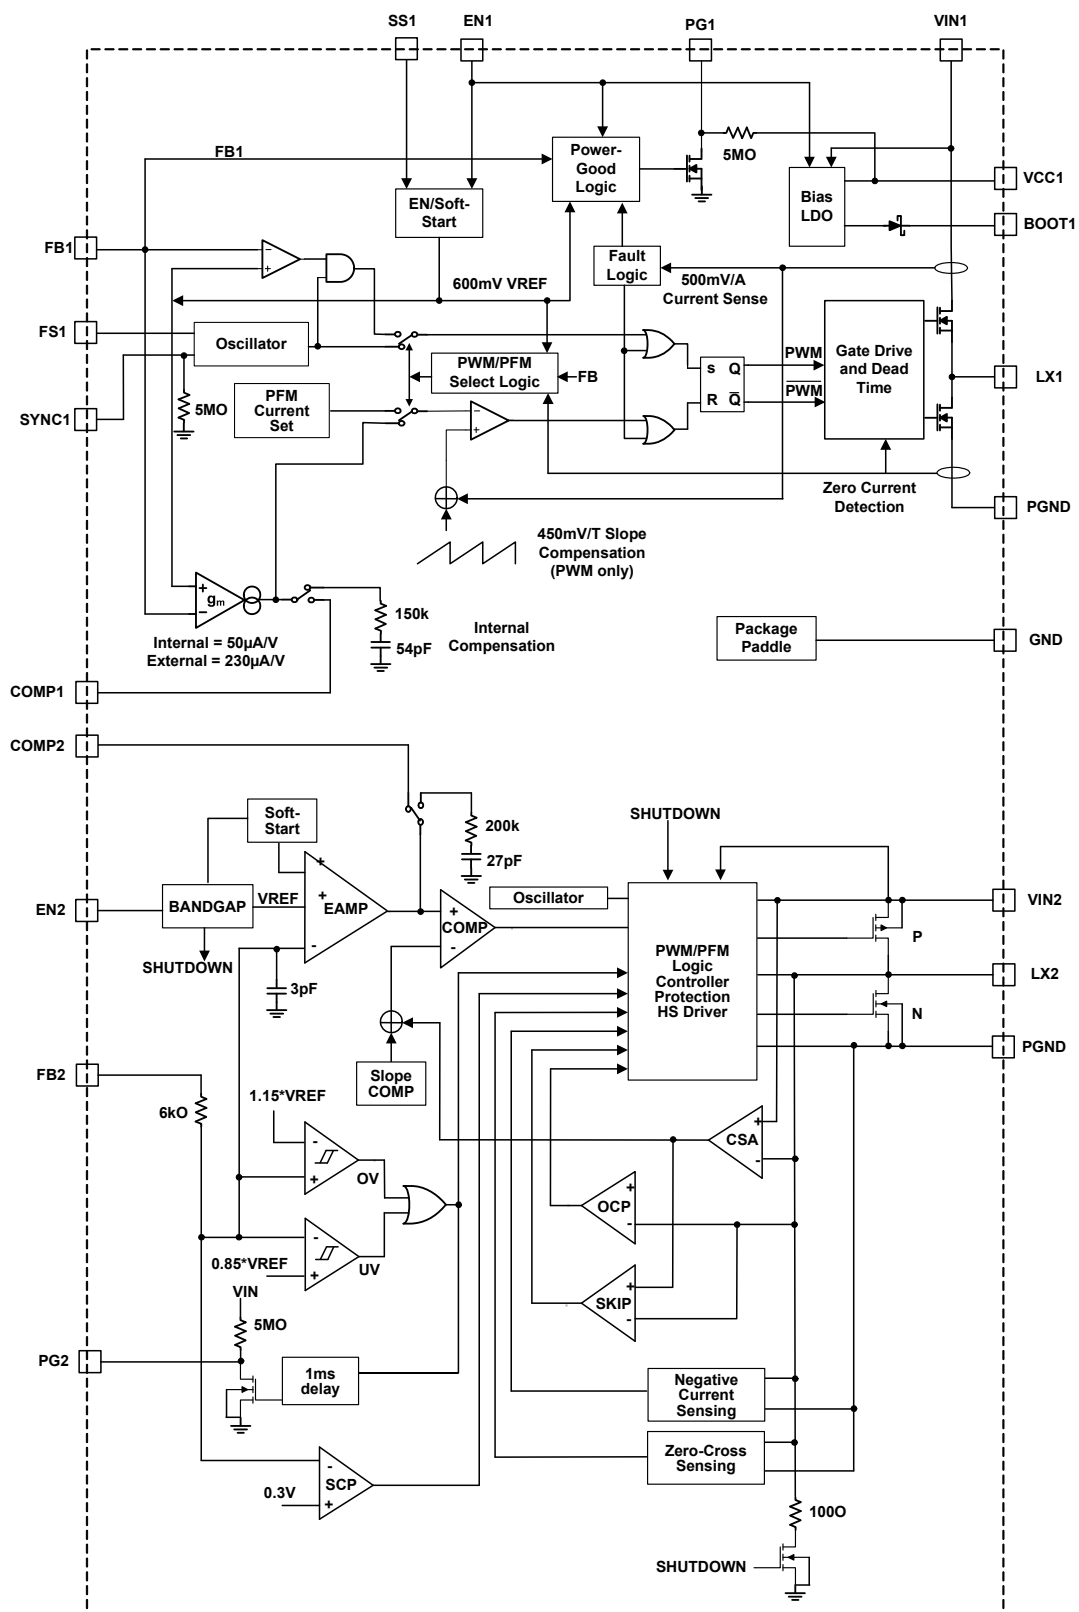 SS1
EN1
PG1
VIN1
FB1
Power-
Good
Logic
5MO
Bias
LDO
VCC1
BOOT1
EN/Soft-
Start
FB1
−
+
Fault
Logic
500mV/A
Current Sense
600mV VREF
FS1
Oscillator
PWM/PFM
Select Logic
FB
S Q
R Q
PWM
PWM
Gate Drive
and Dead
Time
LX1
SYNC1
5MO
PFM
Current
Set
−
+
Zero Current
Detection
PGND
450mV/T Slope
Compensation
(PWM only)
+
gm
−
150k
54pF
Internal
Compensation
Internal = 50µA/V
External = 230µA/V
Package
Paddle
GND
COMP1
COMP2
Soft-
Start
200k
27pF
SHUTDOWN
EN2
BANDGAP
VREF
+
+
EAMP
-
+
COMP
-
Oscillator
PWM/PFM
Logic
Controller
Protection
HS Driver
VIN2
P
SHUTDOWN
3pF
LX2
N
PGND
FB2
6kO
Slope
COMP
1.15*VREF
-
+
OV
+
CSA
-
+
OCP
-
-
+
UV
0.85*VREF
+
SKIP
-
VIN
5MO
PG2
1ms
delay
Negative
Current
Sensing
Zero-Cross
Sensing
-
SCP
+
0.3V
100O
SHUTDOWN